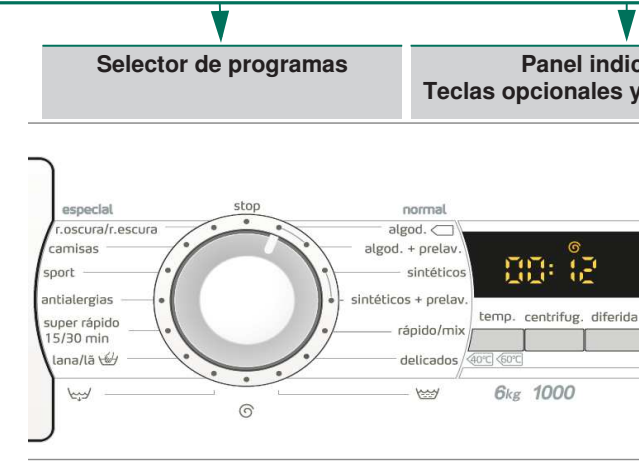 Selector de programas
Panel indic
Teclas opcionales y
especial
stop
normal
r.oscura/r.escura
algod.
camisas
algod. + prelav.
sport
sintéticos
antialergias
sintéticos + prelav.
super rápido
15/30 min
rápido/mix
lana/lã
delicados
00:12
temp. centrifug. diferida
40°C 60°C
6kg 1000